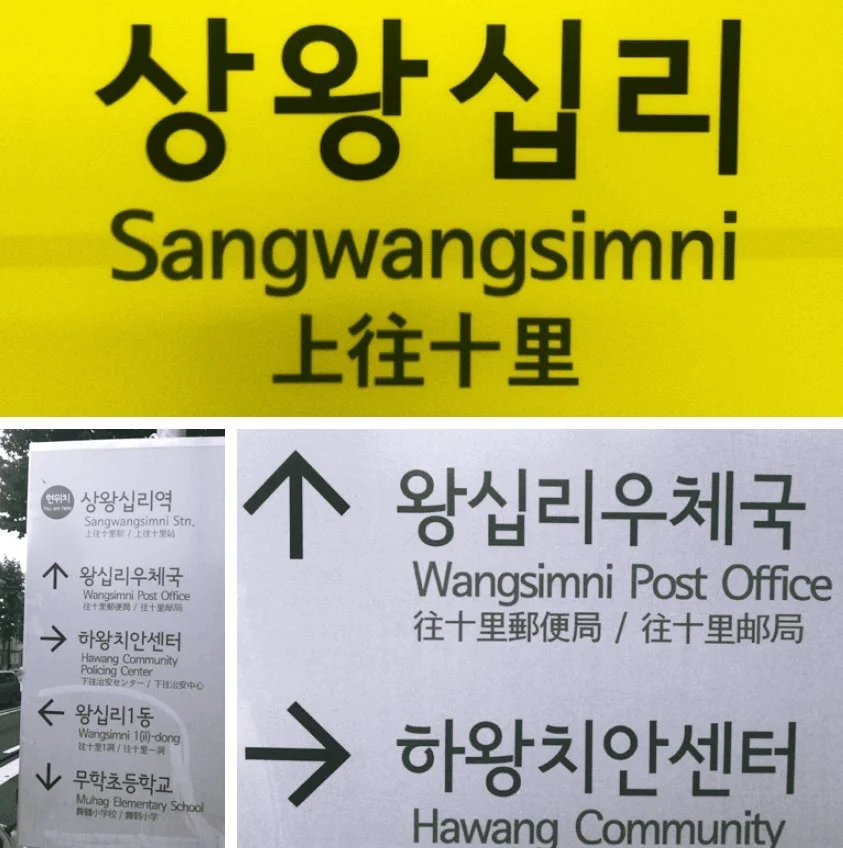 상왕십리
Sangwangsimni
上往十里
현위치
You are here
상왕십리역
Sangwangsimni Stn.
上往十里駅 / 上往十里站
왕십리우체국
Wangsimni Post Office
往十里郵便局 / 往十里邮局
하왕치안센터
Hawang Community
Policing Center
下往治安センター / 下往治安中心
왕십리1동
Wangsimni 1(il)-dong
往十里1洞 / 往十里一洞
무학초등학교
Muhag Elementary School
舞鶴小学校 / 舞鹤小学
왕십리우체국
Wangsimni Post Office
往十里郵便局 / 往十里邮局
하왕치안센터
Hawang Community